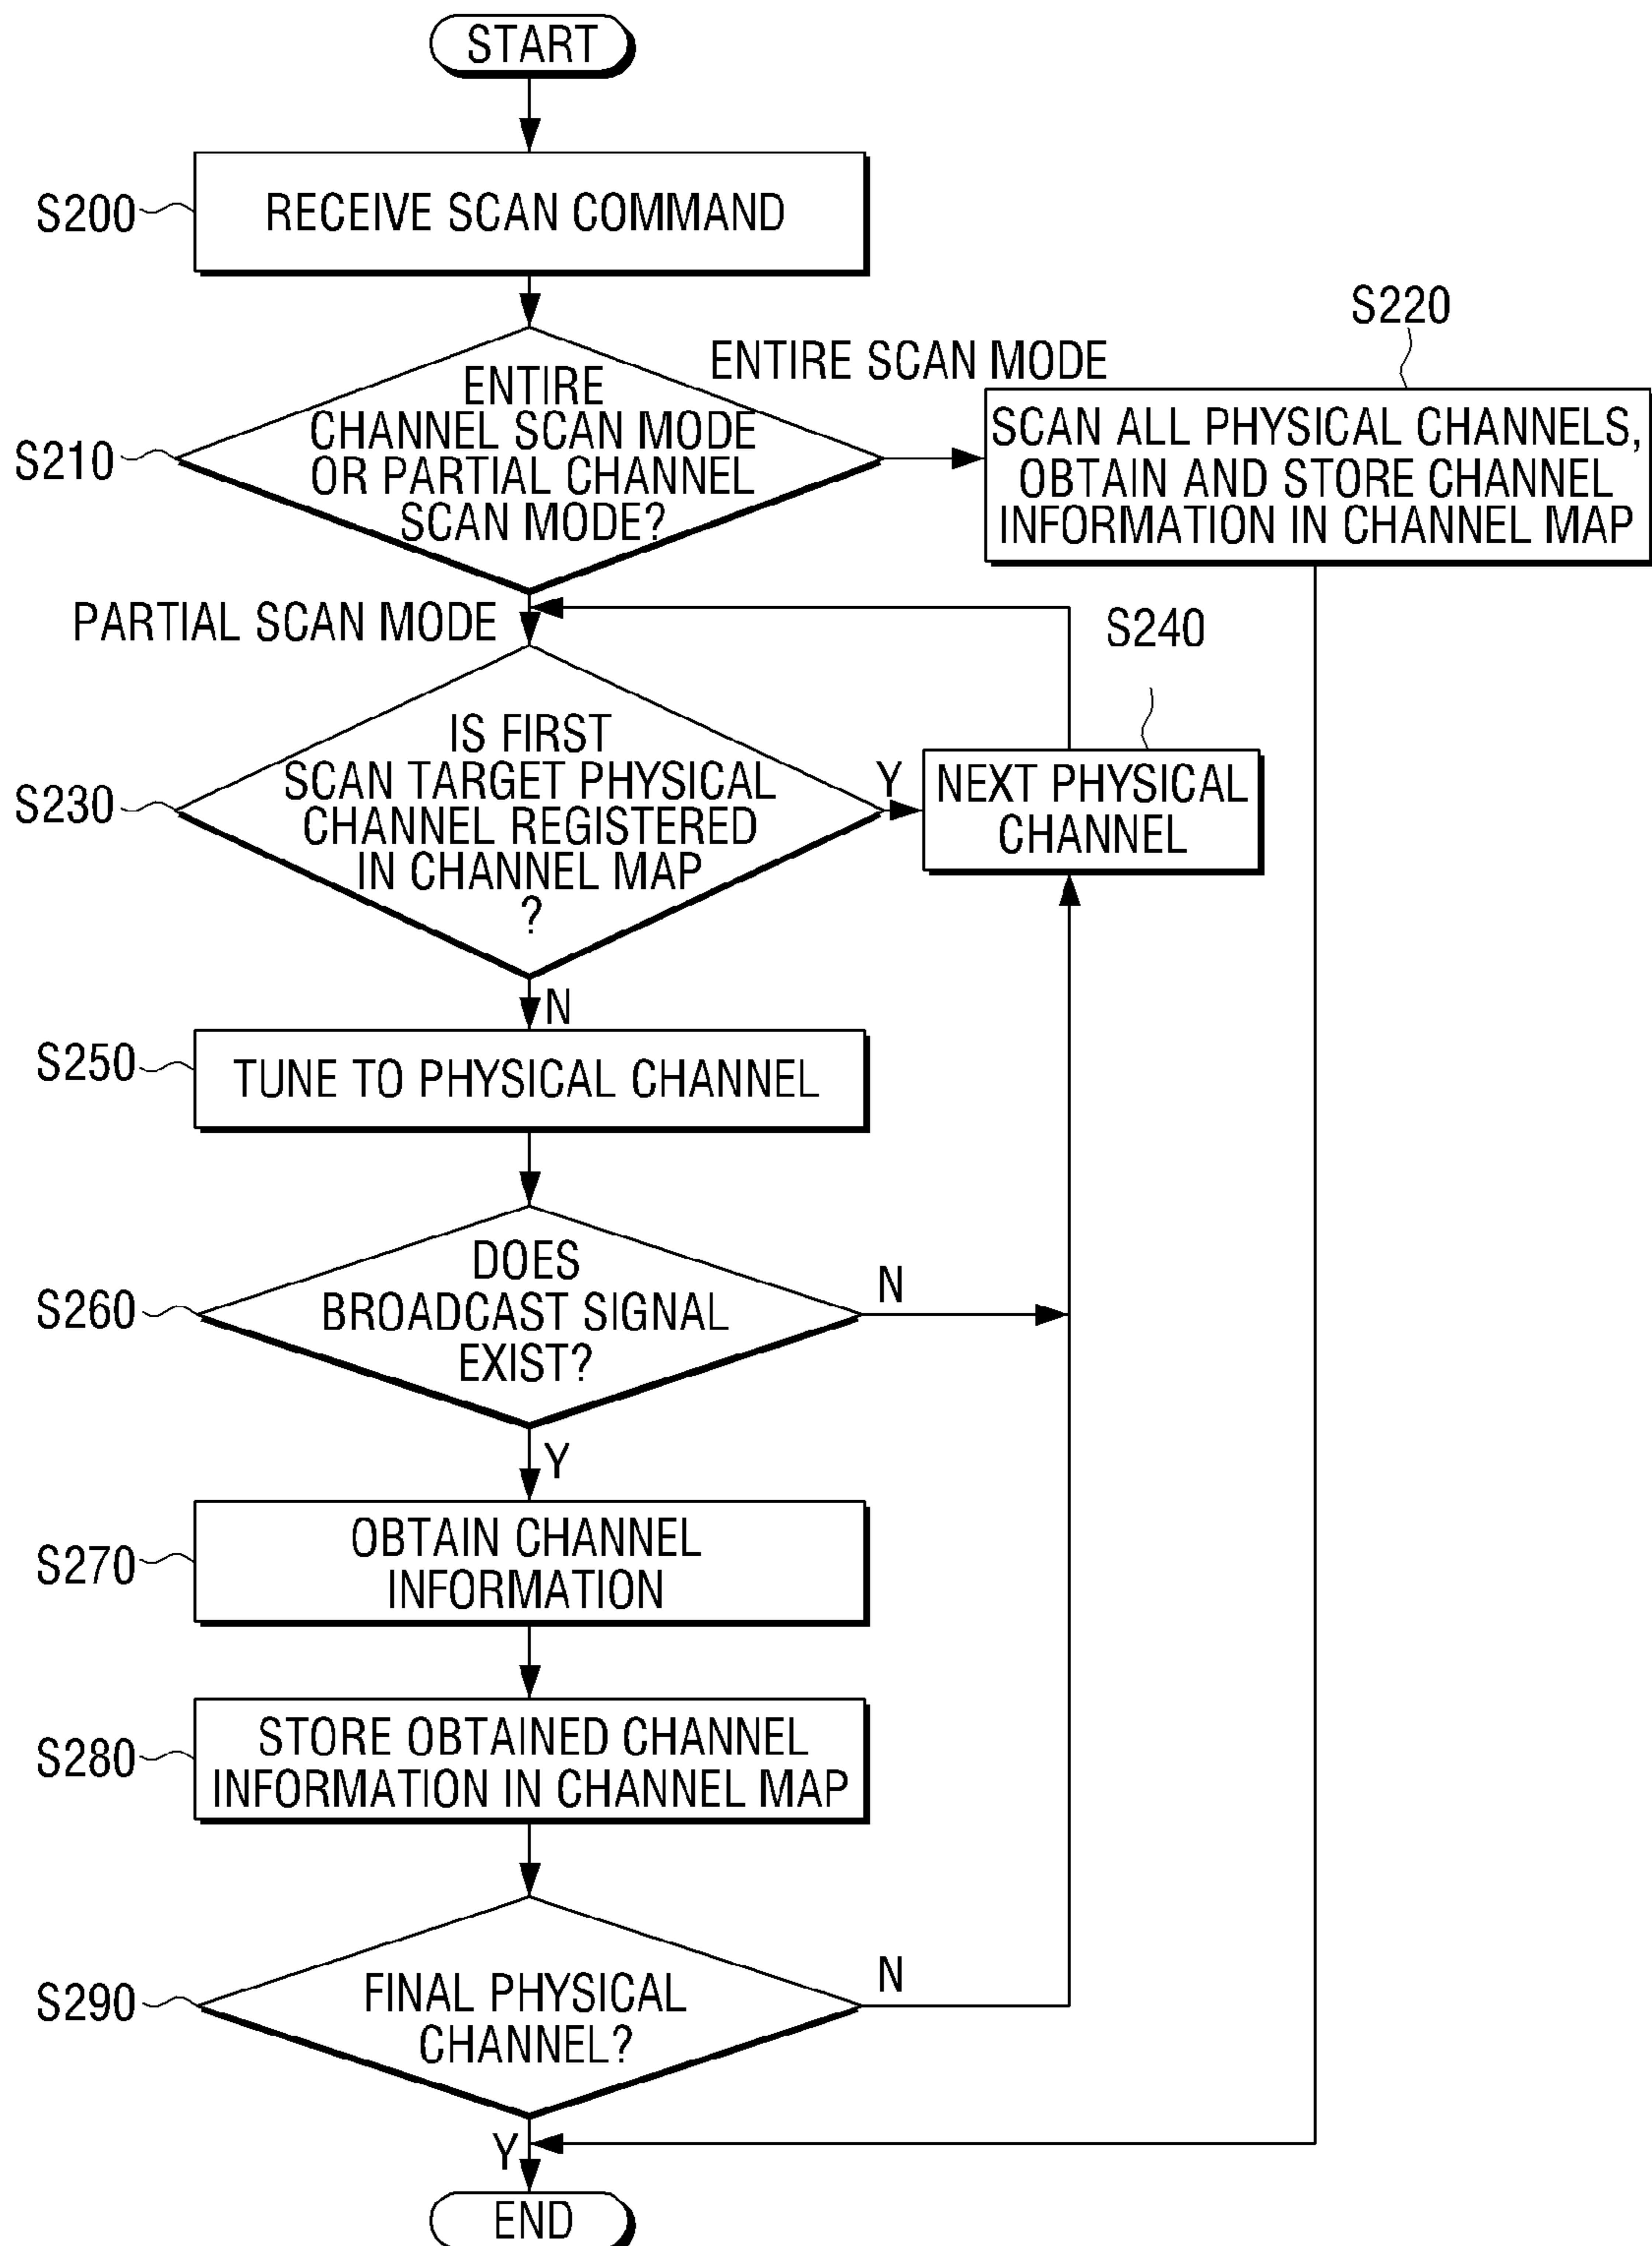 START
S200
RECEIVE SCAN COMMAND
S210
ENTIRE
CHANNEL SCAN MODE
OR PARTIAL CHANNEL
SCAN MODE?
ENTIRE SCAN MODE
S220
SCAN ALL PHYSICAL CHANNELS,
OBTAIN AND STORE CHANNEL
INFORMATION IN CHANNEL MAP
PARTIAL SCAN MODE
S230
IS FIRST
SCAN TARGET PHYSICAL
CHANNEL REGISTERED
IN CHANNEL MAP
?
Y
S240
NEXT PHYSICAL
CHANNEL
N
S250
TUNE TO PHYSICAL CHANNEL
S260
DOES
BROADCAST SIGNAL
EXIST?
N
Y
S270
OBTAIN CHANNEL
INFORMATION
S280
STORE OBTAINED CHANNEL
INFORMATION IN CHANNEL MAP
S290
FINAL PHYSICAL
CHANNEL?
N
Y
END